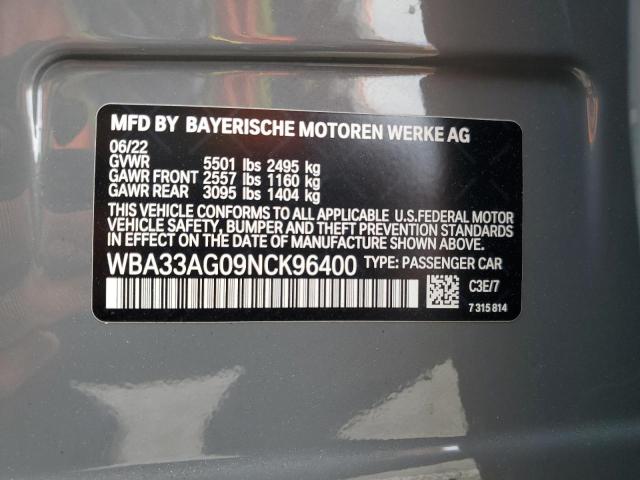 MFD BY BAYERISCHE MOTOREN WERKE AG
06/22
GVWR 5501 lbs 2495 kg
GAWR FRONT 2557 lbs 1160 kg
GAWR REAR 3095 lbs 1404 kg
THIS VEHICLE CONFORMS TO ALL APPLICABLE U.S.FEDERAL MOTOR
VEHICLE SAFETY, BUMPER AND THEFT PREVENTION STANDARDS
IN EFFECT ON THE DATE OF MANUFACTURE SHOWN ABOVE.
WBA33AG09NCK96400 TYPE: PASSENGER CAR
C3E/7
7 315 814